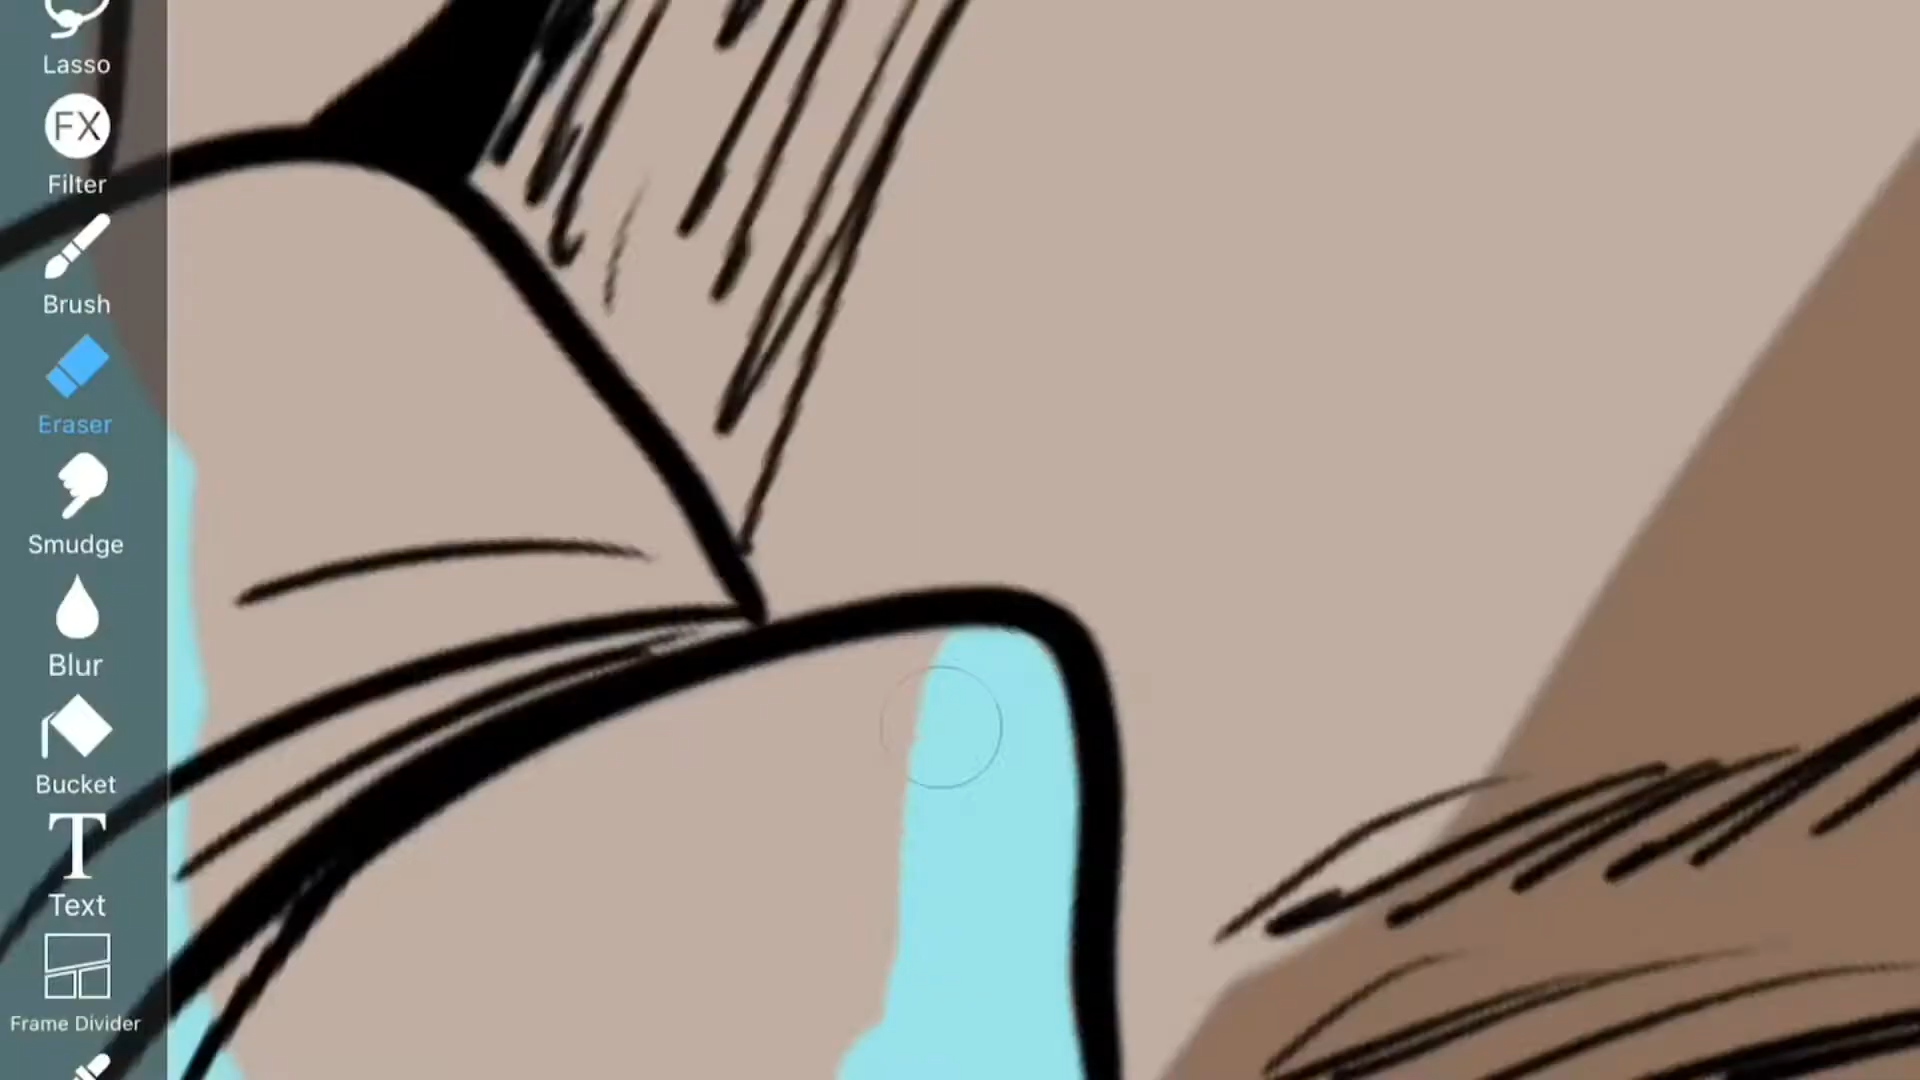 Lasso
FX
Filter
Brush
Eraser
Smudge
Blur
Bucket
T
Text
Frame Divider